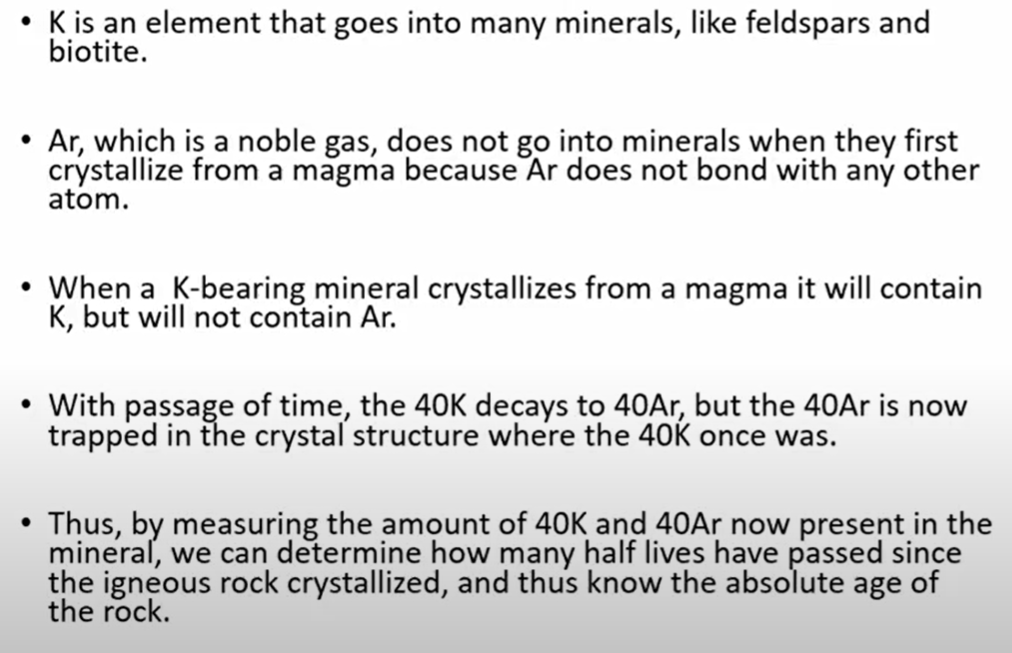 • K is an element that goes into many minerals, like feldspars and
biotite.
• Ar, which is a noble gas, does not go into minerals when they first
crystallize from a magma because Ar does not bond with any other
atom.
• When a  K-bearing mineral crystallizes from a magma it will contain
K, but will not contain Ar.
• With passage of time, the 40K decays to 40Ar, but the 40Ar is now
trapped in the crystal structure where the 40K once was.
• Thus, by measuring the amount of 40K and 40Ar now present in the
mineral, we can determine how many half lives have passed since
the igneous rock crystallized, and thus know the absolute age of
the rock.